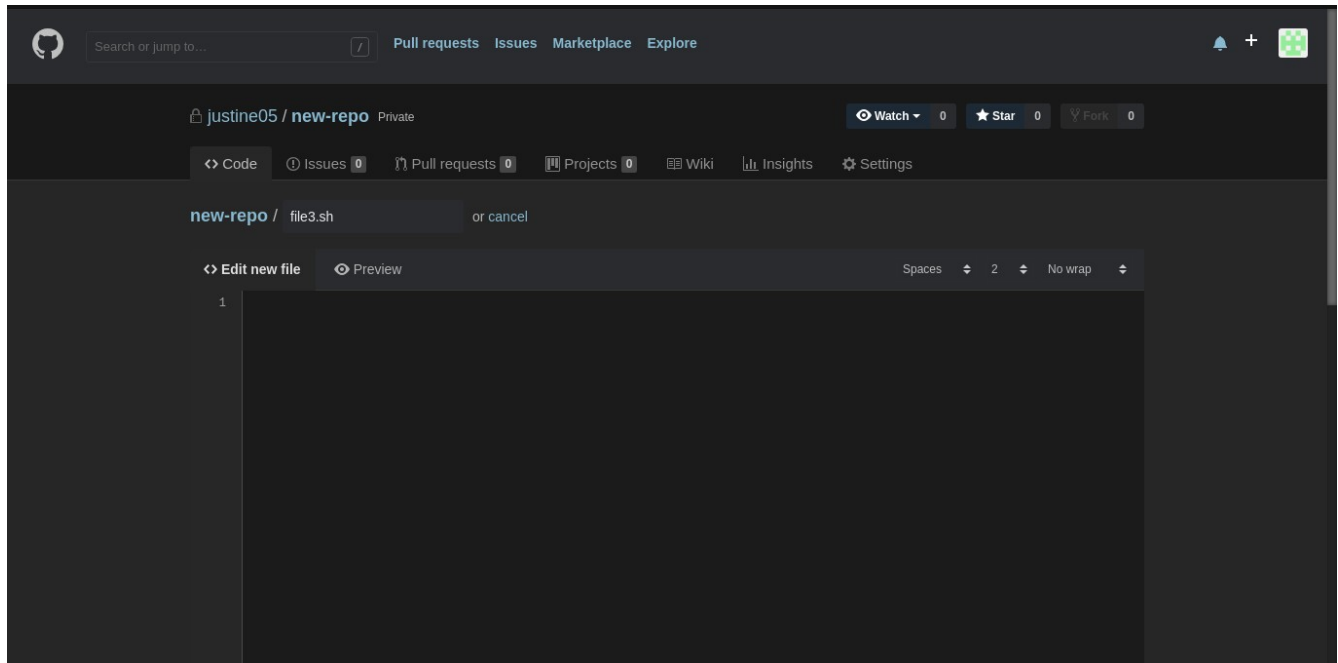 Search or jump to… / Pull requests Issues Marketplace Explore
justine05 / new-repo Private Watch 0 Star 0 Fork 0
Code Issues 0 Pull requests 0 Projects 0 Wiki Insights Settings
new-repo / file3.sh or cancel
Edit new file Preview Spaces 2 No wrap
1